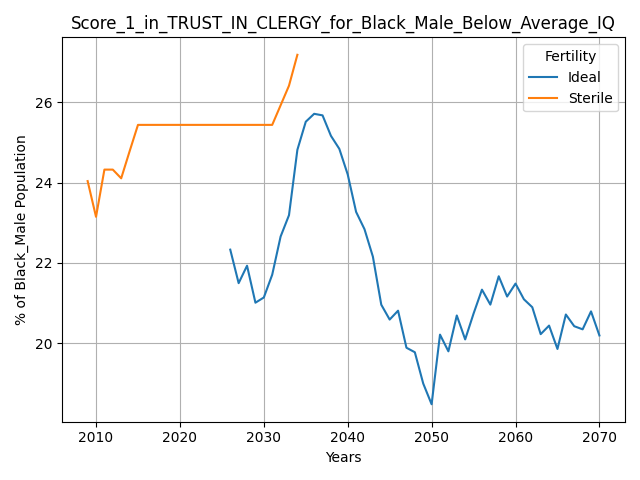 Score_1_in_TRUST_IN_CLERGY_for_Black_Male_Below_Average_IQ
Fertility
Ideal
Sterile
% of Black_Male Population
26
24
22
20
2010 2020 2030 2040 2050 2060 2070
Years